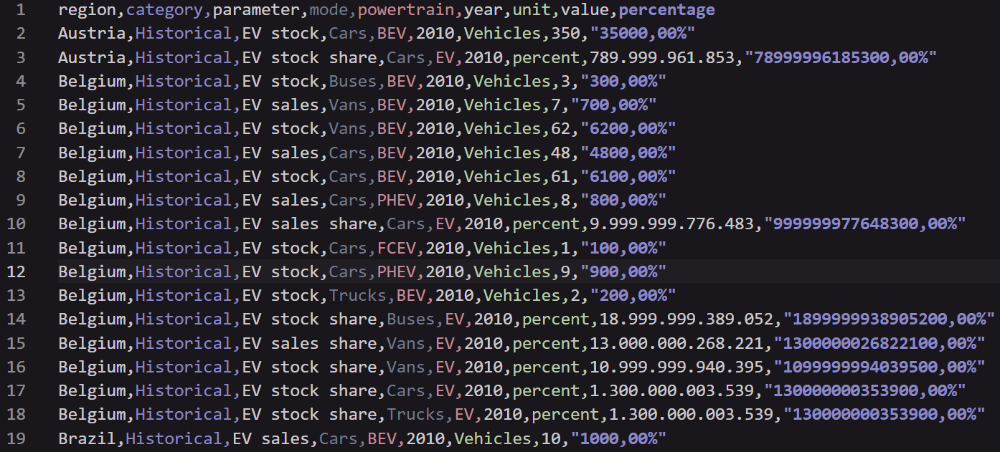 1 region,category,parameter,mode,powertrain,year,unit,value,percentage
2 Austria,Historical,EV stock,Cars,BEV,2010,Vehicles,350,"35000,00%"
3 Austria,Historical,EV stock share,Cars,EV,2010,percent,789.999.961.853,"78999996185300,00%"
4 Belgium,Historical,EV stock,Buses,BEV,2010,Vehicles,3,"300,00%"
5 Belgium,Historical,EV sales,Vans,BEV,2010,Vehicles,7,"700,00%"
6 Belgium,Historical,EV stock,Vans,BEV,2010,Vehicles,62,"6200,00%"
7 Belgium,Historical,EV sales,Cars,BEV,2010,Vehicles,48,"4800,00%"
8 Belgium,Historical,EV stock,Cars,BEV,2010,Vehicles,61,"6100,00%"
9 Belgium,Historical,EV sales,Cars,PHEV,2010,Vehicles,8,"800,00%"
10 Belgium,Historical,EV sales share,Cars,EV,2010,percent,9.999.999.776.483,"999999977648300,00%"
11 Belgium,Historical,EV stock,Cars,FCEV,2010,Vehicles,1,"100,00%"
12 Belgium,Historical,EV stock,Cars,PHEV,2010,Vehicles,9,"900,00%"
13 Belgium,Historical,EV stock,Trucks,BEV,2010,Vehicles,2,"200,00%"
14 Belgium,Historical,EV stock share,Buses,EV,2010,percent,18.999.999.389.052,"1899999938905200,00%"
15 Belgium,Historical,EV sales share,Vans,EV,2010,percent,13.000.000.268.221,"1300000026822100,00%"
16 Belgium,Historical,EV stock share,Vans,EV,2010,percent,10.999.999.940.395,"1099999994039500,00%"
17 Belgium,Historical,EV stock share,Cars,EV,2010,percent,1.300.000.003.539,"130000000353900,00%"
18 Belgium,Historical,EV stock share,Trucks,EV,2010,percent,1.300.000.003.539,"130000000353900,00%"
19 Brazil,Historical,EV sales,Cars,BEV,2010,Vehicles,10,"1000,00%"